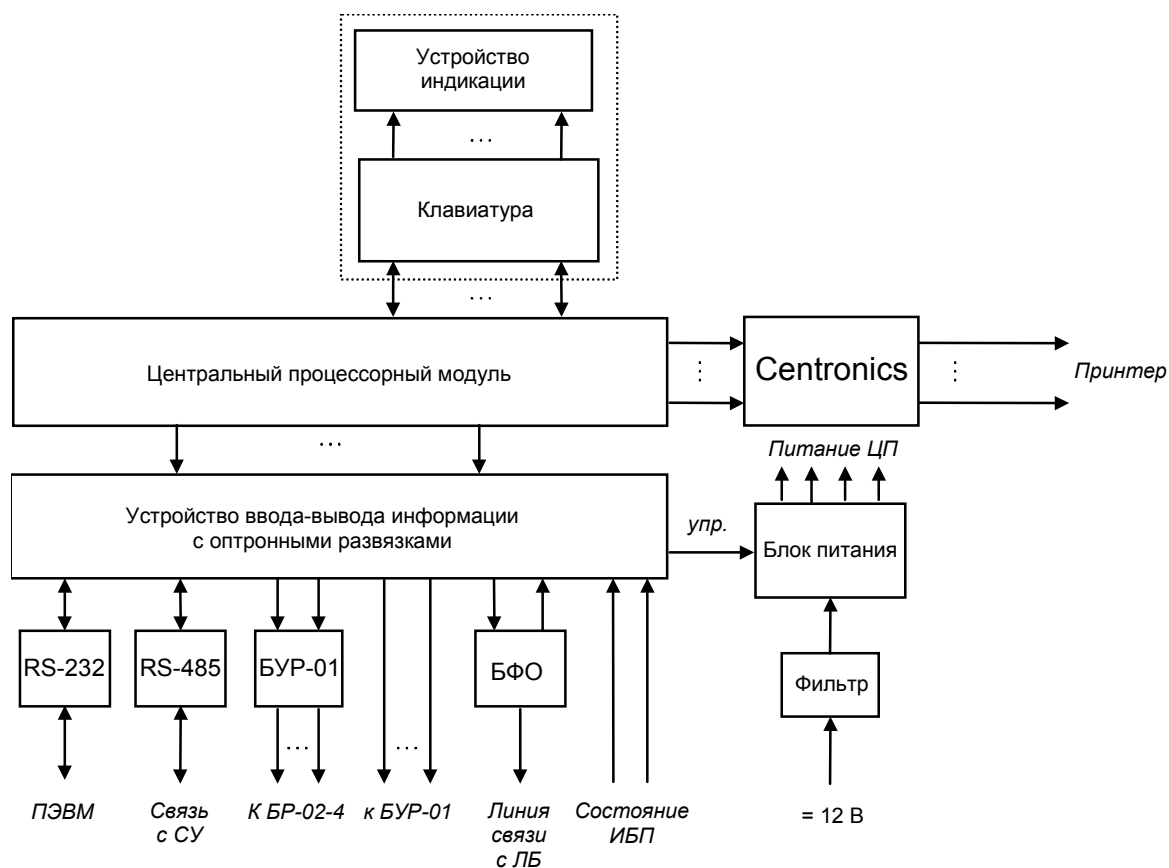 Устройство
индикации
...
Клавиатура
...
Центральный процессорный модуль
Centronics
Принтер
...
Питание ЦП
Устройство ввода-вывода информации
с оптронными развязками
упр.
Блок питания
RS-232
RS-485
БУР-01
БФО
Фильтр
...
...
ПЭВМ
Связь
с СУ
К БР-02-4
к БУР-01
Линия
связи
с ЛБ
Состояние
ИБП
= 12 В